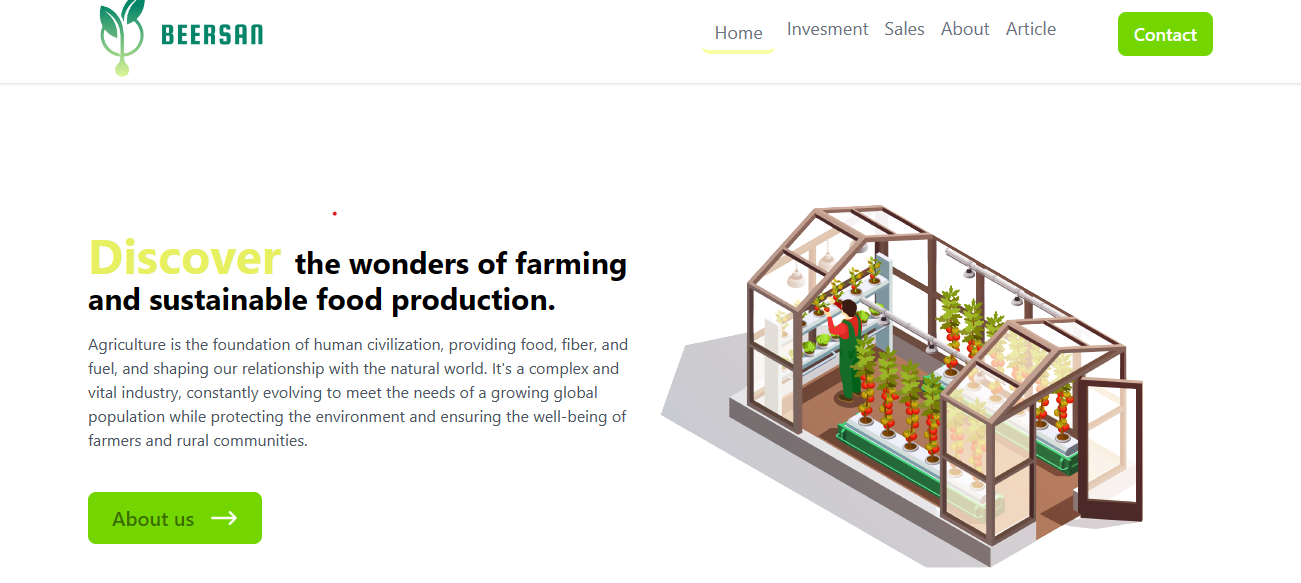 BEERSAN
Home Invesment Sales About Article
Contact
Discover the wonders of farming
and sustainable food production.
Agriculture is the foundation of human civilization, providing food, fiber, and
fuel, and shaping our relationship with the natural world. It's a complex and
vital industry, constantly evolving to meet the needs of a growing global
population while protecting the environment and ensuring the well-being of
farmers and rural communities.
About us